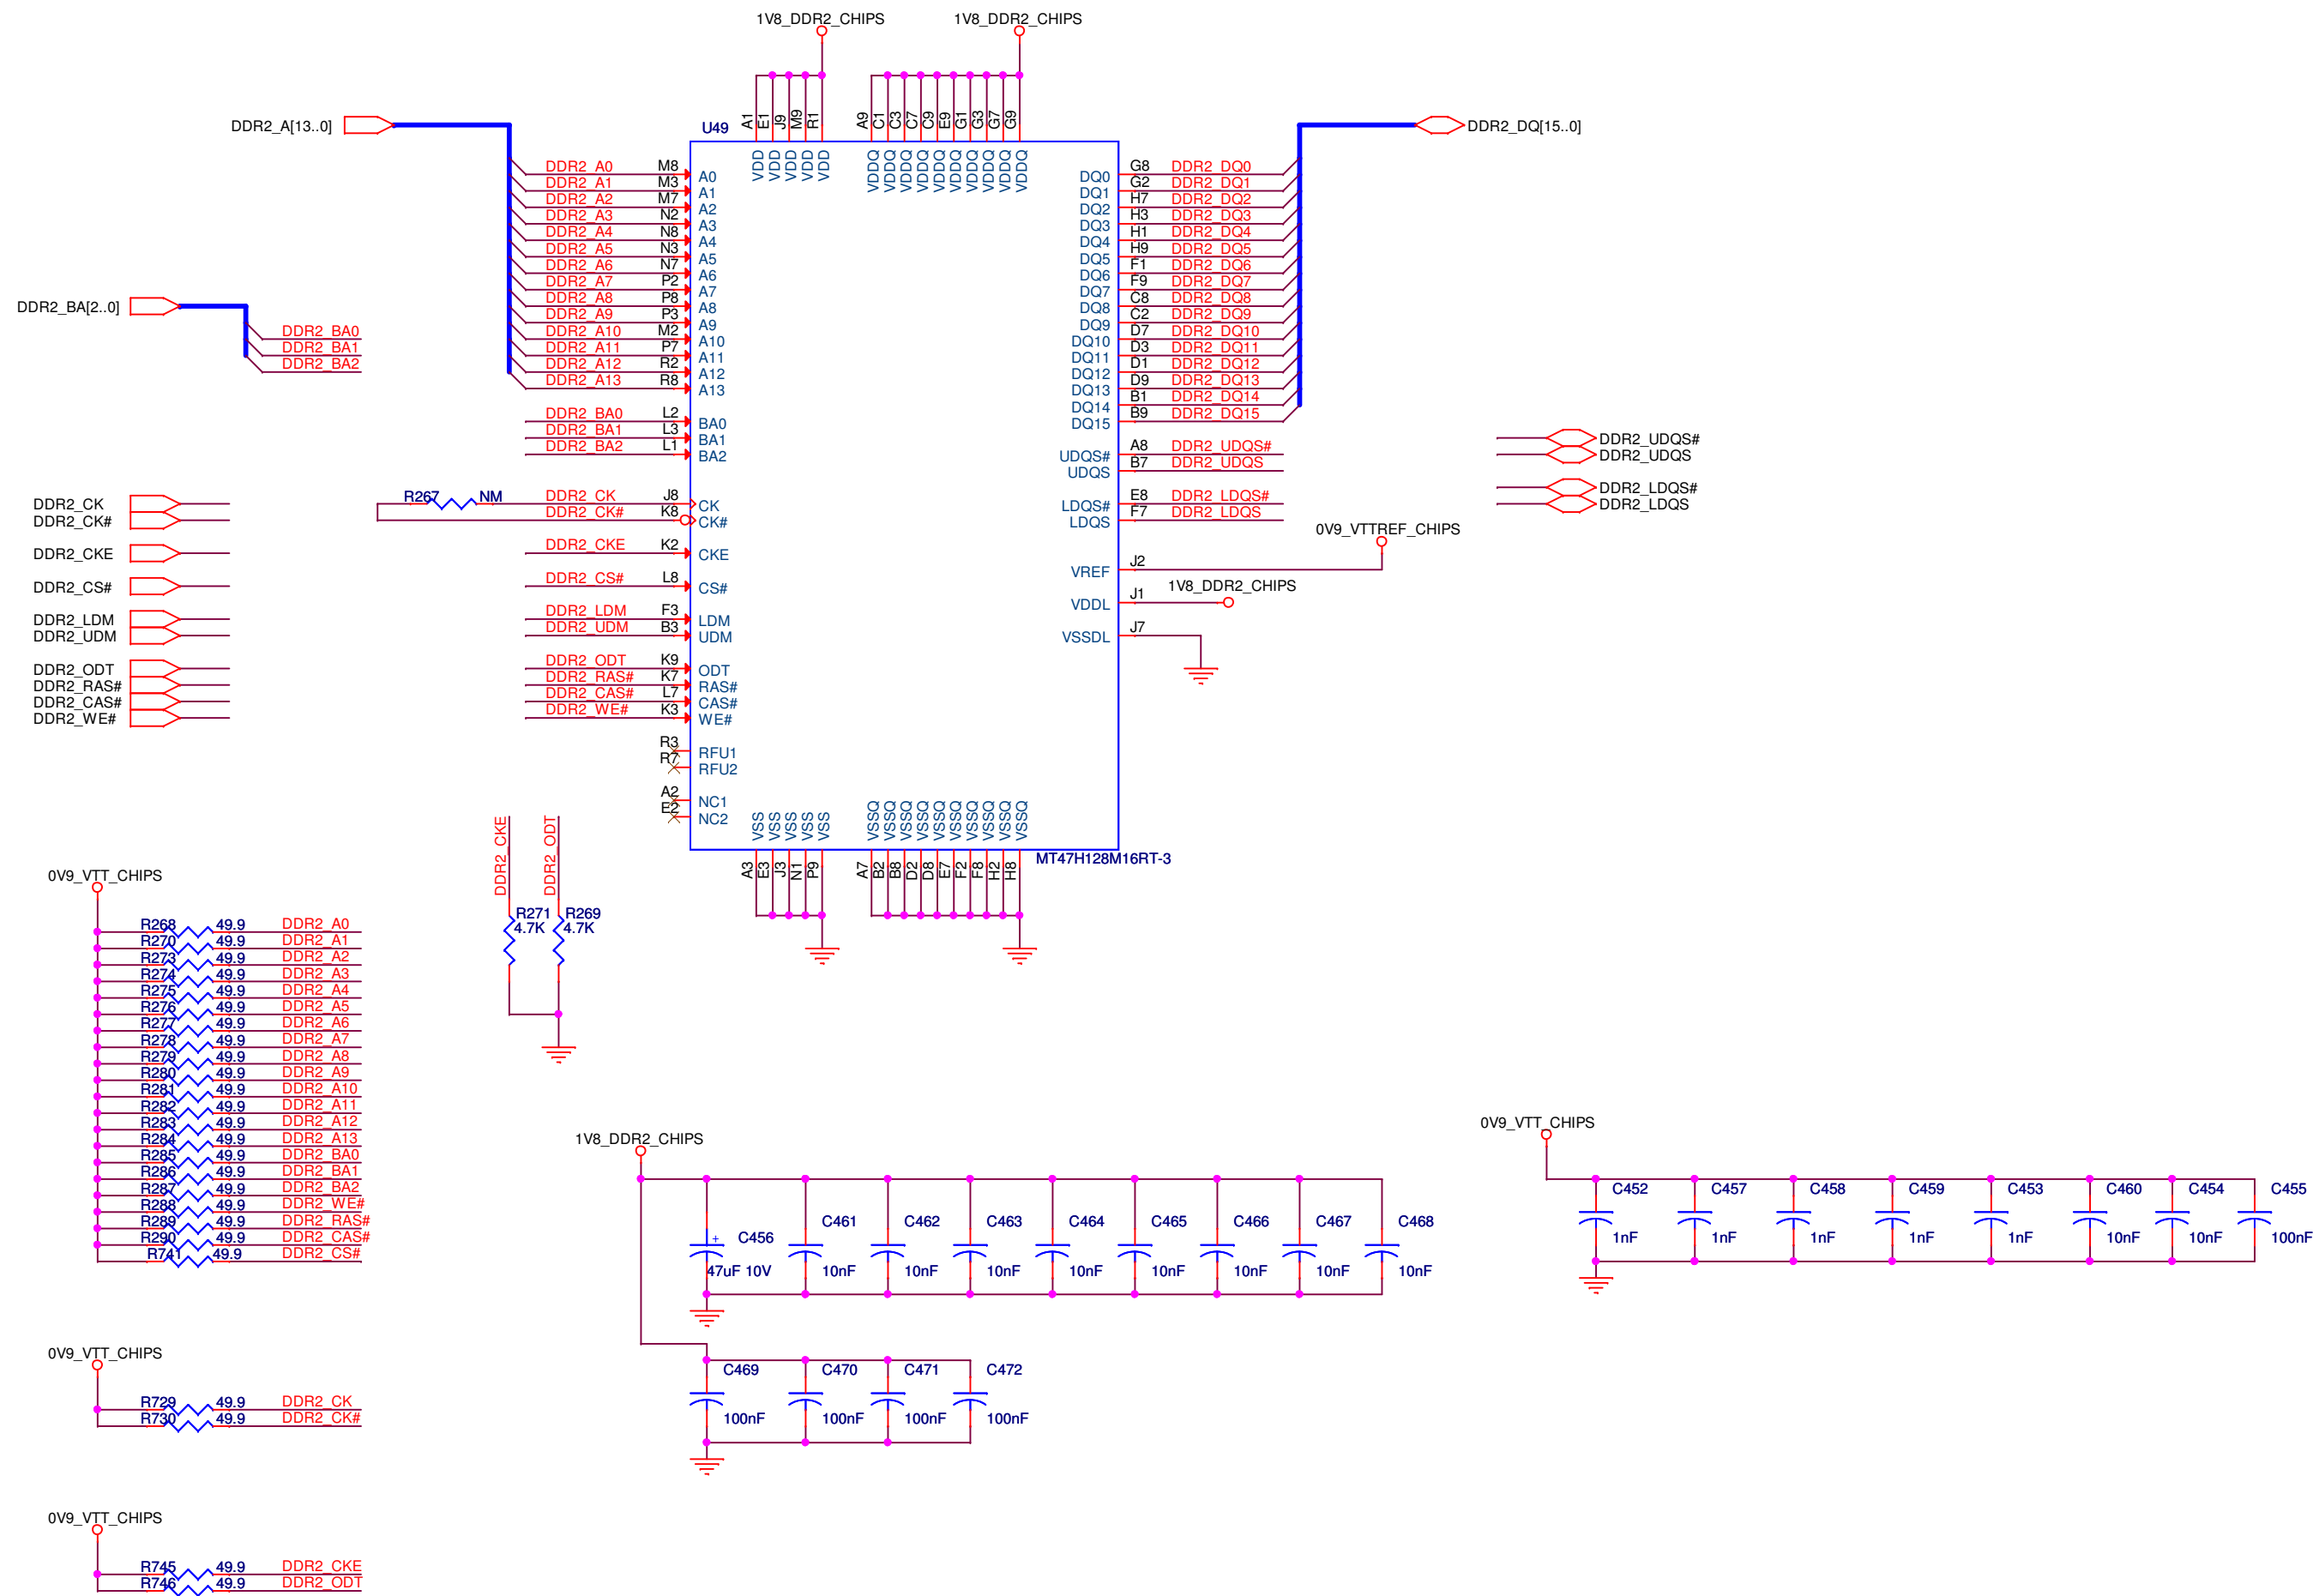 1V8_DDR2_CHIPS 1V8_DDR2_CHIPS
A1 E1 J9 M9 R1 A9 C1 C3 C7 C9 E9 G1 G3 G7 G9
DDR2_A[13..0] U49 DDR2_DQ[15..0]
VDD VDD VDD VDD VDD VDDQ VDDQ VDDQ VDDQ VDDQ VDDQ VDDQ VDDQ VDDQ VDDQ
DDR2_A0 M8 A0 DQ0 G8 DDR2_DQ0
DDR2_A1 M3 A1 DQ1 G2 DDR2_DQ1
DDR2_A2 M7 A2 DQ2 H7 DDR2_DQ2
DDR2_A3 N2 A3 DQ3 H3 DDR2_DQ3
DDR2_A4 N8 A4 DQ4 H1 DDR2_DQ4
DDR2_A5 N3 A5 DQ5 H9 DDR2_DQ5
DDR2_A6 N7 A6 DQ6 F1 DDR2_DQ6
DDR2_A7 P2 A7 DQ7 F9 DDR2_DQ7
DDR2_A8 P8 A8 DQ8 C8 DDR2_DQ8
DDR2_A9 P3 A9 DQ9 C2 DDR2_DQ9
DDR2_A10 M2 A10 DQ10 D7 DDR2_DQ10
DDR2_A11 P7 A11 DQ11 D3 DDR2_DQ11
DDR2_A12 R2 A12 DQ12 D1 DDR2_DQ12
DDR2_A13 R8 A13 DQ13 D9 DDR2_DQ13
DQ14 B1 DDR2_DQ14
DQ15 B9 DDR2_DQ15
DDR2_BA[2..0]
DDR2_BA0
DDR2_BA1
DDR2_BA2
DDR2_BA0 L2 BA0
DDR2_BA1 L3 BA1
DDR2_BA2 L1 BA2
UDQS# A8 DDR2_UDQS#
UDQS B7 DDR2_UDQS
LDQS# E8 DDR2_LDQS#
LDQS F7 DDR2_LDQS
DDR2_UDQS#
DDR2_UDQS
DDR2_LDQS#
DDR2_LDQS
DDR2_CK
DDR2_CK#
DDR2_CKE
DDR2_CS#
DDR2_LDM
DDR2_UDM
DDR2_ODT
DDR2_RAS#
DDR2_CAS#
DDR2_WE#
R267 NM DDR2_CK J8 CK
DDR2_CK# K8 CK#
DDR2_CKE K2 CKE
DDR2_CS# L8 CS#
DDR2_LDM F3 LDM
DDR2_UDM B3 UDM
DDR2_ODT K9 ODT
DDR2_RAS# K7 RAS#
DDR2_CAS# L7 CAS#
DDR2_WE# K3 WE#
R3 RFU1
R7 RFU2
A2 NC1
E2 NC2
0V9_VTTREF_CHIPS
VREF J2
1V8_DDR2_CHIPS
VDDL J1
VSSDL J7
VSS VSS VSS VSS VSS VSSQ VSSQ VSSQ VSSQ VSSQ VSSQ VSSQ VSSQ VSSQ VSSQ
MT47H128M16RT-3
A3 E3 J3 N1 P9 A7 B2 B8 D2 D8 E7 F2 F8 H2 H8
DDR2_CKE DDR2_ODT
R271 R269
4.7K 4.7K
0V9_VTT_CHIPS
R268 49.9 DDR2_A0
R270 49.9 DDR2_A1
R273 49.9 DDR2_A2
R274 49.9 DDR2_A3
R275 49.9 DDR2_A4
R276 49.9 DDR2_A5
R277 49.9 DDR2_A6
R278 49.9 DDR2_A7
R279 49.9 DDR2_A8
R280 49.9 DDR2_A9
R281 49.9 DDR2_A10
R282 49.9 DDR2_A11
R283 49.9 DDR2_A12
R284 49.9 DDR2_A13
R285 49.9 DDR2_BA0
R286 49.9 DDR2_BA1
R287 49.9 DDR2_BA2
R288 49.9 DDR2_WE#
R289 49.9 DDR2_RAS#
R290 49.9 DDR2_CAS#
R741 49.9 DDR2_CS#
1V8_DDR2_CHIPS
C456 C461 C462 C463 C464 C465 C466 C467 C468
+
47uF 10V 10nF 10nF 10nF 10nF 10nF 10nF 10nF 10nF
C469 C470 C471 C472
100nF 100nF 100nF 100nF
0V9_VTT_CHIPS
C452 C457 C458 C459 C453 C460 C454 C455
1nF 1nF 1nF 1nF 1nF 10nF 10nF 100nF
0V9_VTT_CHIPS
R729 49.9 DDR2_CK
R730 49.9 DDR2_CK#
0V9_VTT_CHIPS
R745 49.9 DDR2_CKE
R746 49.9 DDR2_ODT